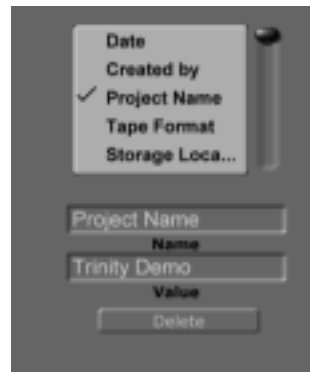 Date
Created by
Project Name
Tape Format
Storage Loca...
Project Name
Name
Trinity Demo
Value
Delete